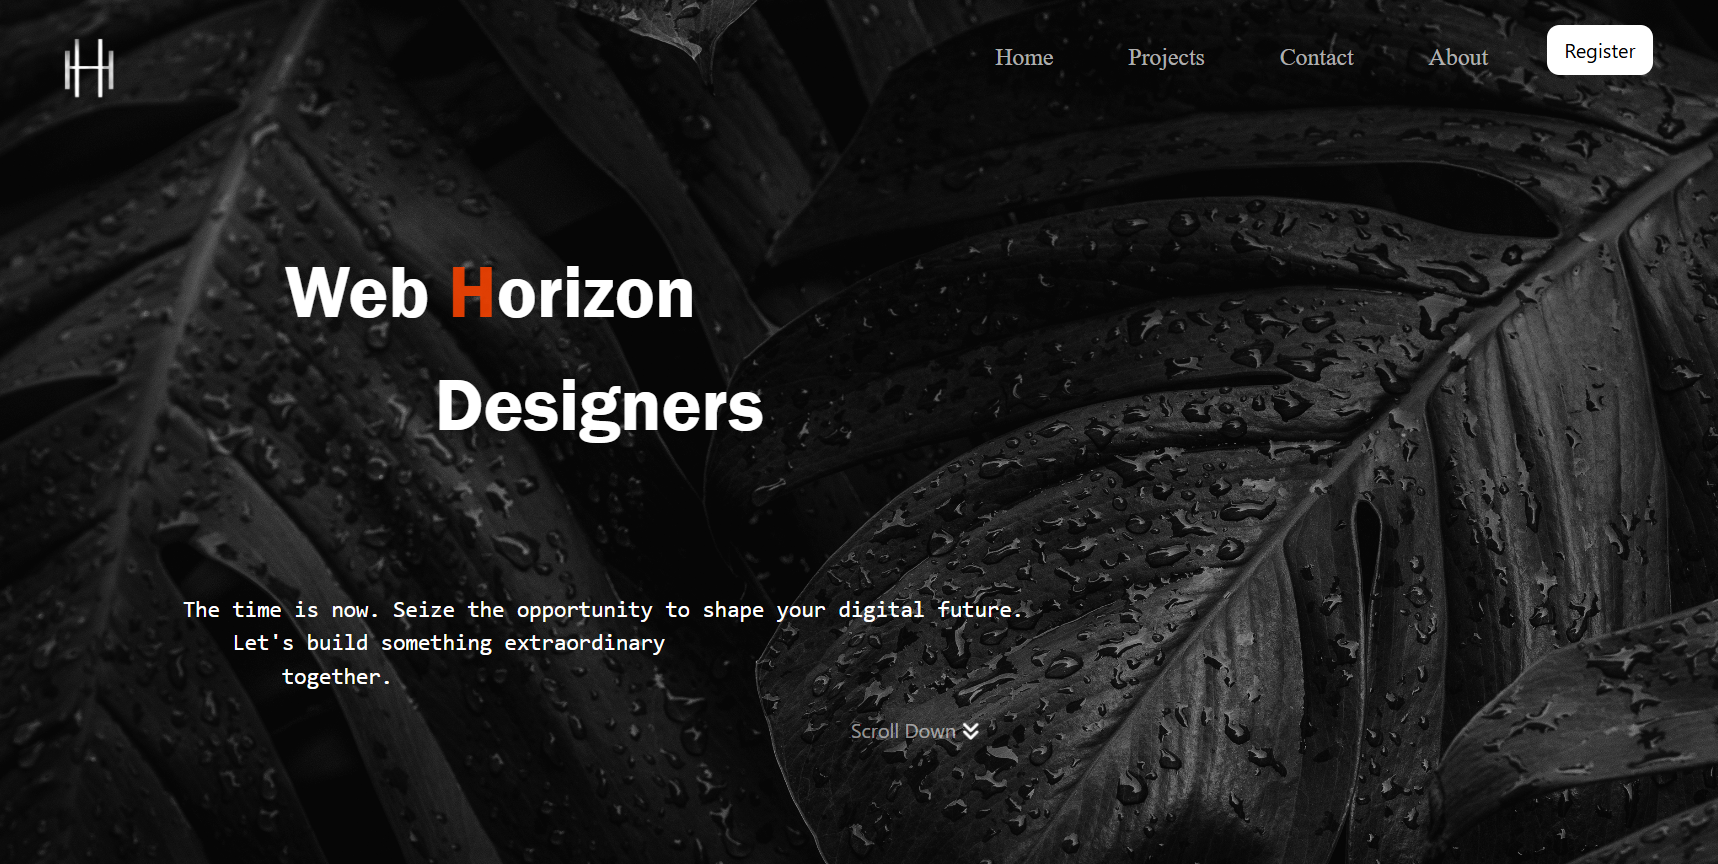 Home Projects Contact About Register
Web Horizon
Designers
The time is now. Seize the opportunity to shape your digital future.
Let's build something extraordinary
together.
Scroll Down